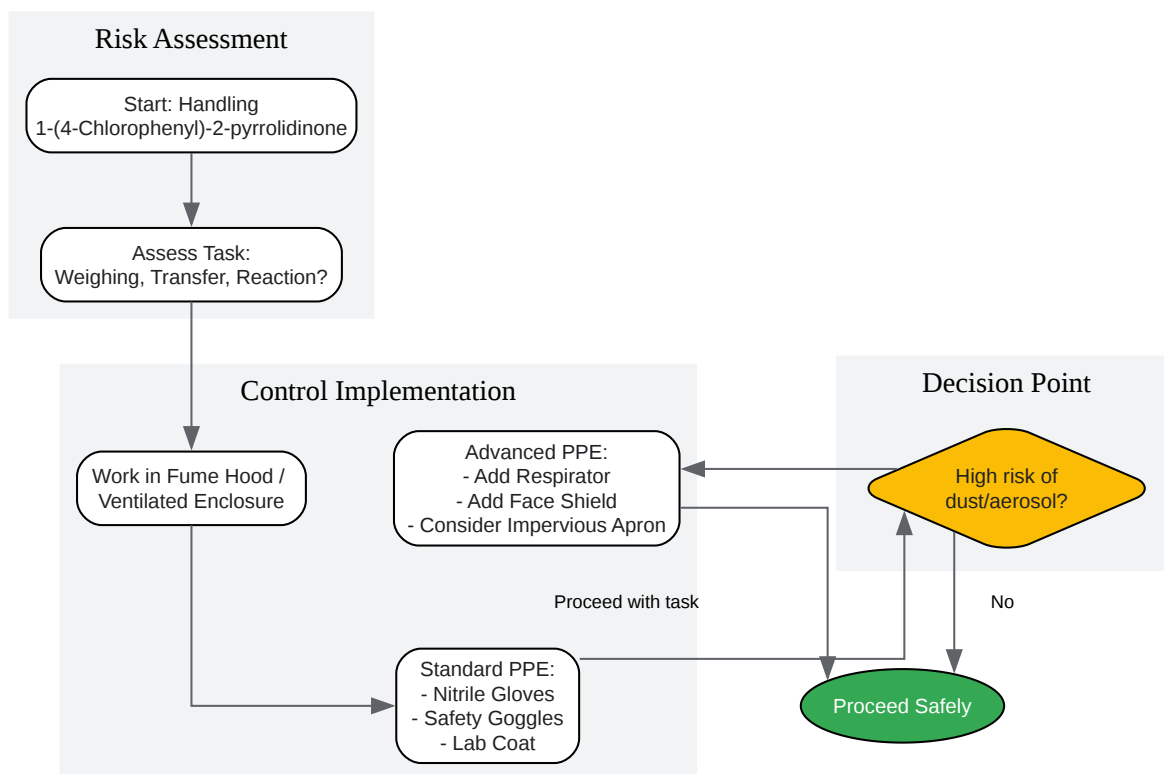 Risk Assessment
Start: Handling
1-(4-Chlorophenyl)-2-pyrrolidinone
Assess Task:
Weighing, Transfer, Reaction?
Control Implementation
Work in Fume Hood /
Ventilated Enclosure
Advanced PPE:
- Add Respirator
- Add Face Shield
- Consider Impervious Apron
Decision Point
High risk of
dust/aerosol?
Proceed with task
No
Standard PPE:
- Nitrile Gloves
- Safety Goggles
- Lab Coat
Proceed Safely